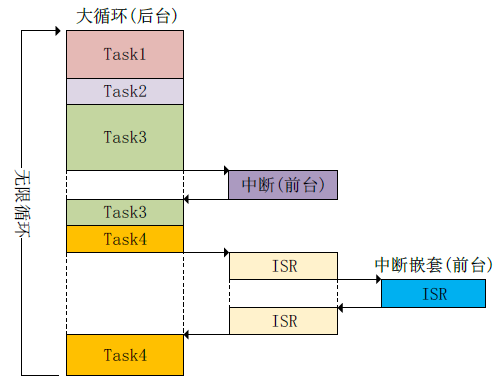 大循环(后台)
Task1
Task2
Task3
中断(前台)
Task3
Task4
ISR
中断嵌套(前台)
ISR
ISR
Task4
无限循环